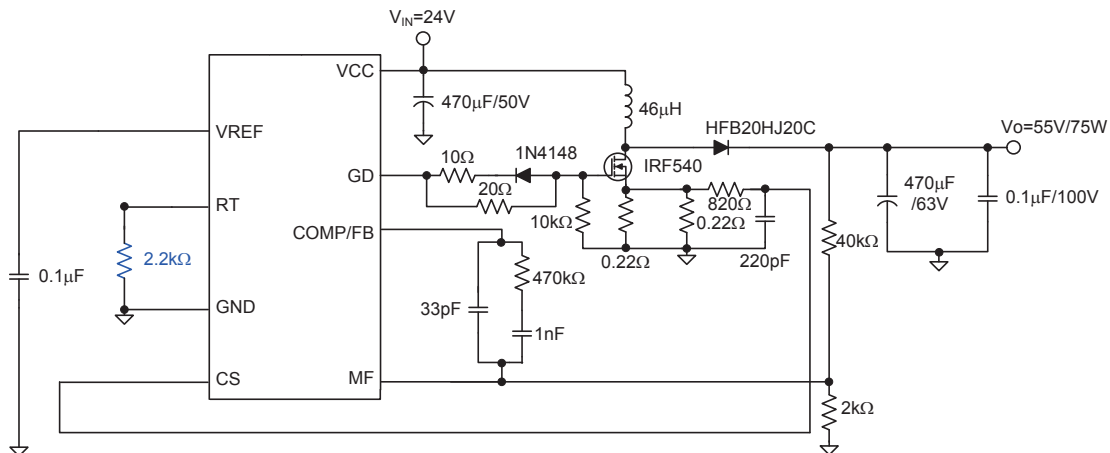 VIN=24V
VCC
470μF/50V
46μH
HFB20HJ20C
Vo=55V/75W
VREF
10Ω
1N4148
IRF540
GD
20Ω
820Ω
470μF
/63V
0.1μF/100V
RT
COMP/FB
10kΩ
0.22Ω
0.22Ω
220pF
40kΩ
2.2kΩ
0.1μF
470kΩ
33pF
1nF
GND
CS
MF
2kΩ